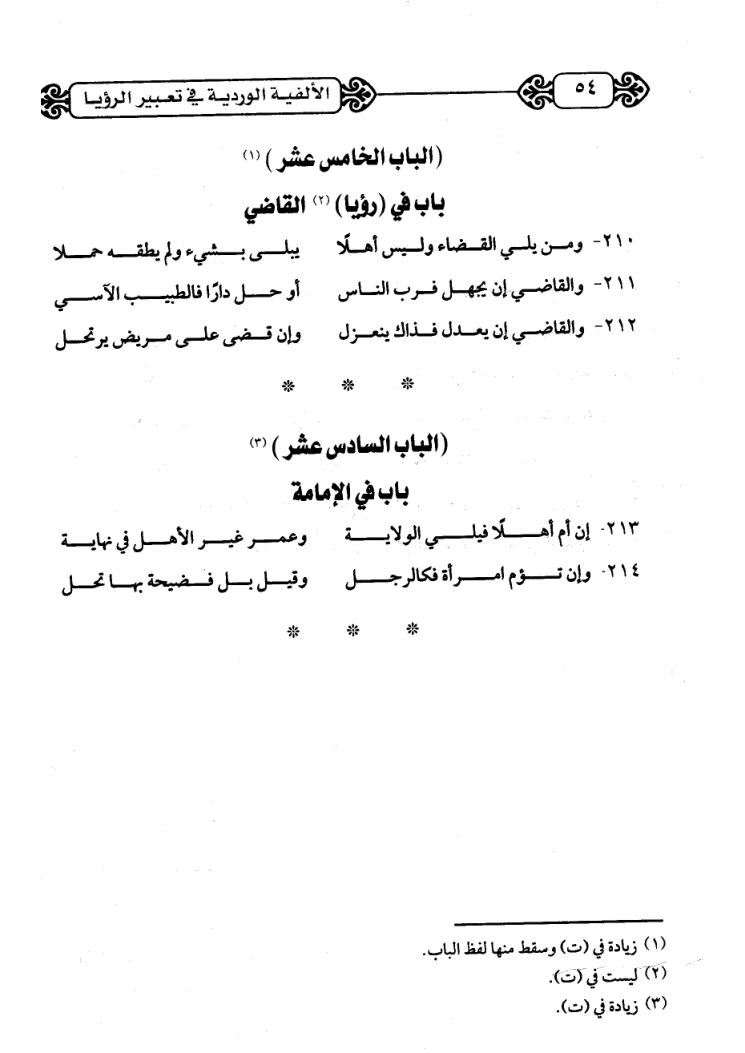 ٥٤
الألفية الوردية في تعبير الرؤيا
(الباب الخامس عشر) (١)
باب في (رؤيا) (٢) القاضي
٢١٠- ومن يلي القضاء وليس أهلًا يبلى بشيء ولم يطقه حملا
٢١١- والقاضي إن يجهل فرب الناس أو حل دارًا فالطبيب الآسي
٢١٢- والقاضي إن يعدل فذاك ينعزل وإن قضى على مريض يرتحل
* * *
(الباب السادس عشر) (٣)
باب في الإمامة
٢١٣- إن أم أهلًا فيلي الولاية وعمر غير الأهل في نهاية
٢١٤- وإن تؤم امرأة فكالرجل وقيل بل فضيحة بها تحل
* * *
(١) زيادة في (ت) وسقط منها لفظ الباب.
(٢) ليست في (ت).
(٣) زيادة في (ت).